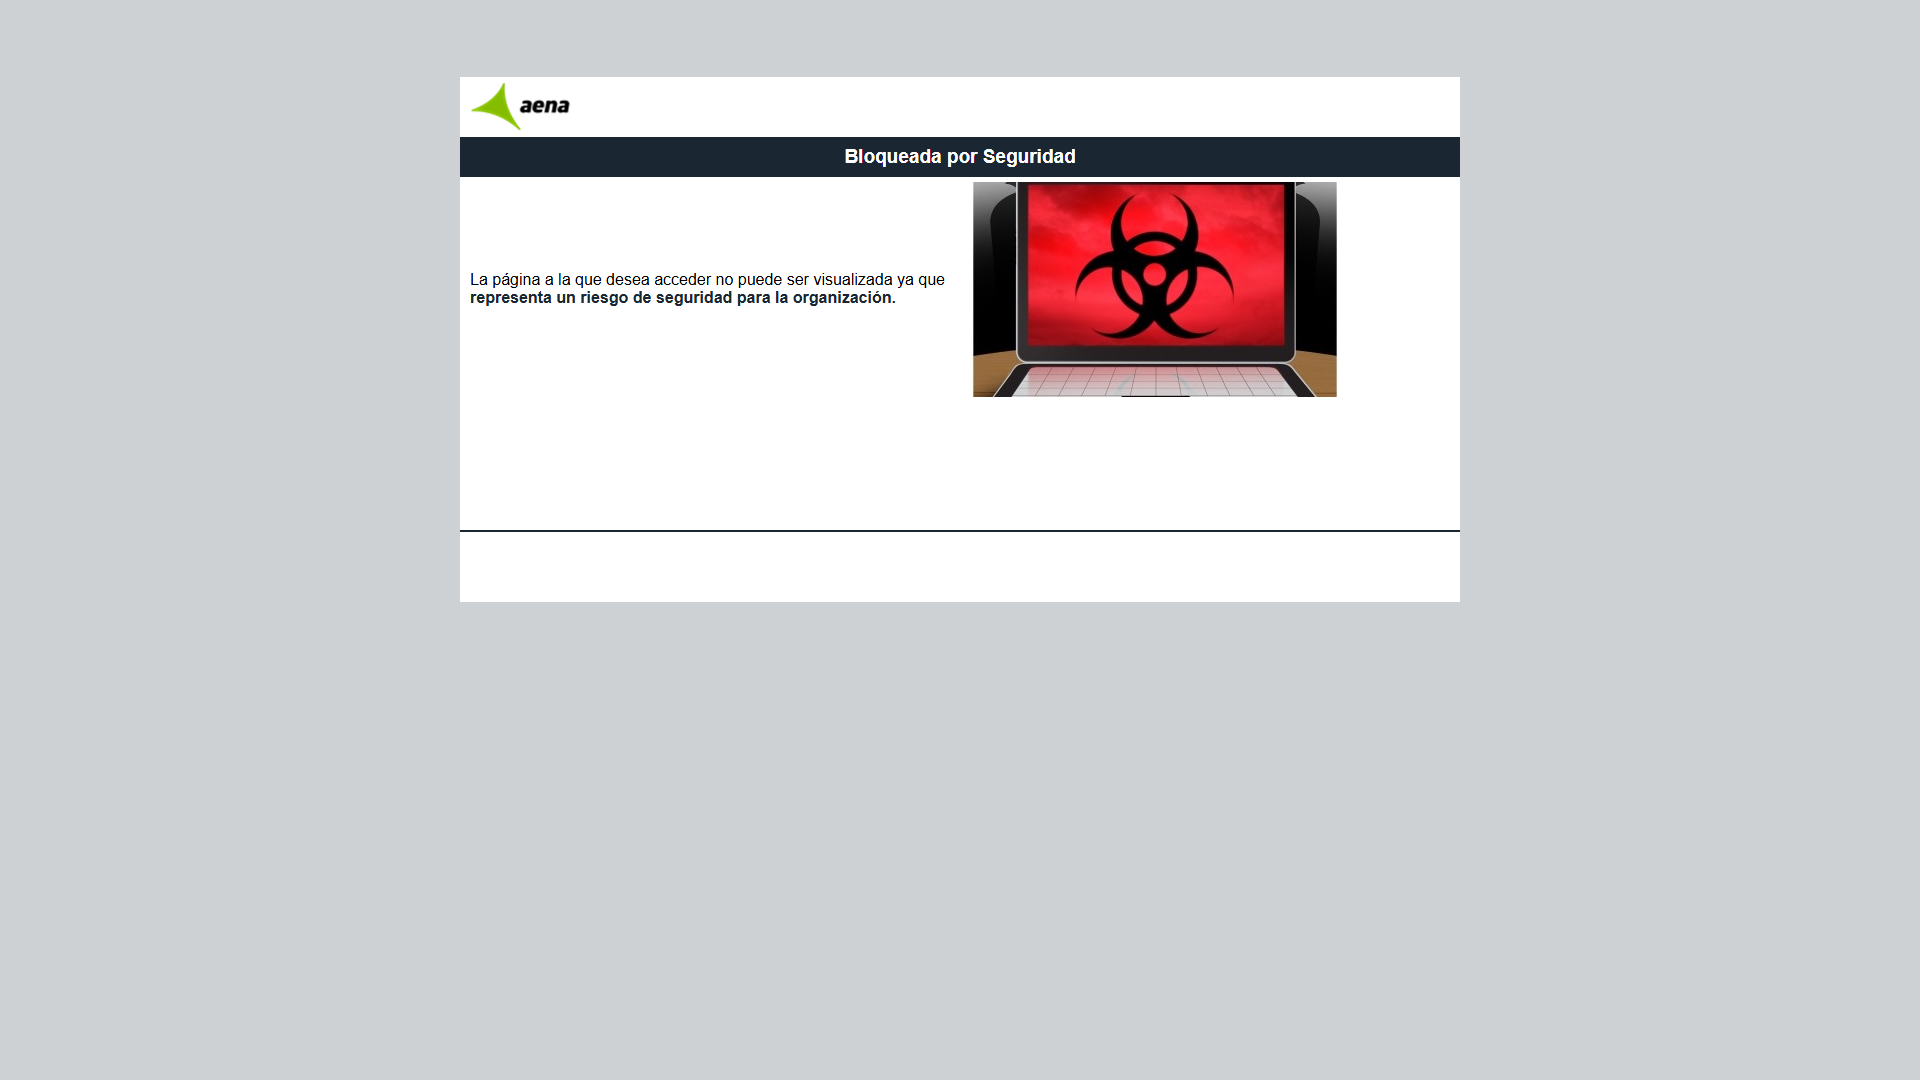 aena
Bloqueada por Seguridad
La página a la que desea acceder no puede ser visualizada ya que
representa un riesgo de seguridad para la organización.